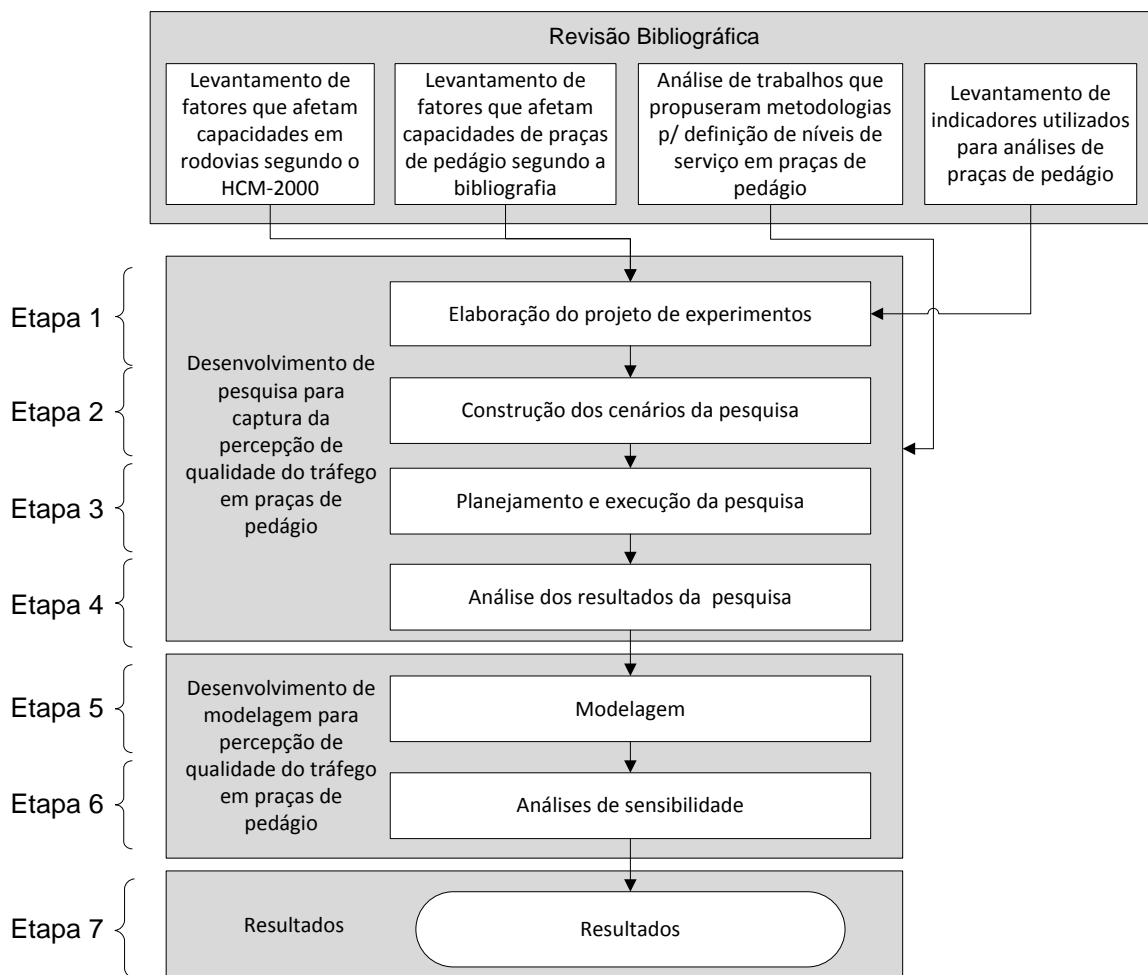 Revisão Bibliográfica
Levantamento de
fatores que afetam
capacidades em
rodovias segundo o
HCM-2000
Levantamento de
fatores que afetam
capacidades de praças
de pedágio segundo a
bibliografia
Análise de trabalhos que
propuseram metodologias
p/ definição de níveis de
serviço em praças de
pedágio
Levantamento de
indicadores utilizados
para análises de
praças de pedágio
Etapa 1
Elaboração do projeto de experimentos
Desenvolvimento de
pesquisa para
captura da
percepção de
qualidade do tráfego
em praças de
pedágio
Etapa 2
Construção dos cenários da pesquisa
Etapa 3
Planejamento e execução da pesquisa
Etapa 4
Análise dos resultados da  pesquisa
Etapa 5
Desenvolvimento de
modelagem para
percepção de
qualidade do tráfego
em praças de
pedágio
Modelagem
Etapa 6
Análises de sensibilidade
Etapa 7
Resultados
Resultados